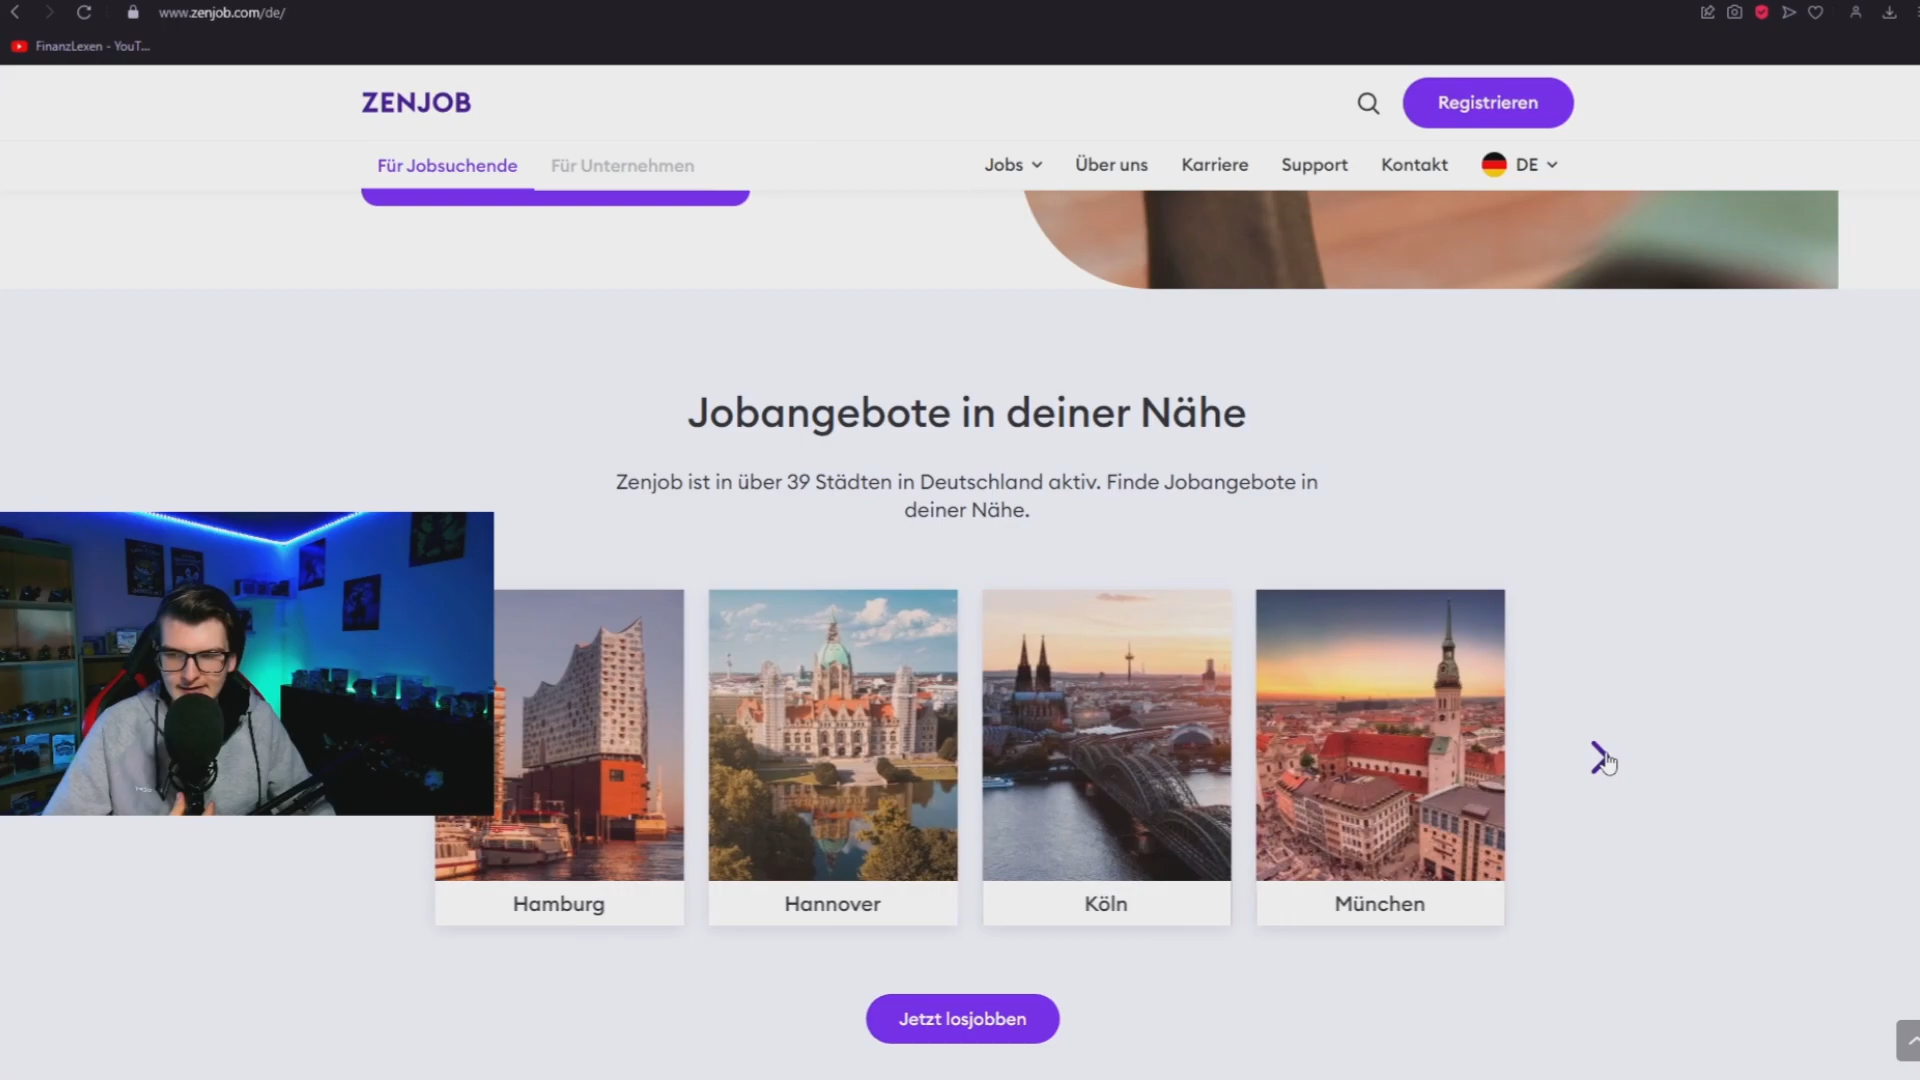 www.zenjob.com/de/
FinanzLexen - YouT...
ZENJOB
Registrieren
Für Jobsuchende
Für Unternehmen
Jobs
Über uns
Karriere
Support
Kontakt
DE
Jobangebote in deiner Nähe
Zenjob ist in über 39 Städten in Deutschland aktiv. Finde Jobangebote in
deiner Nähe.
Hamburg
Hannover
Köln
München
Jetzt losjobben